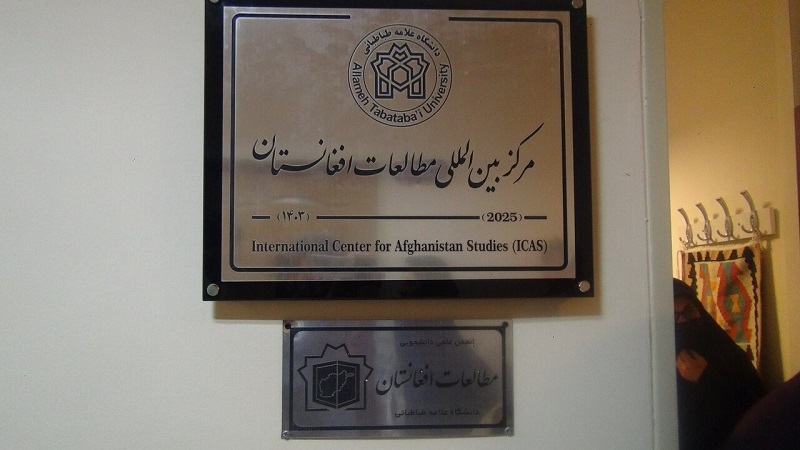 دانشگاه علامه طباطبائی
Allameh Tabataba'i University
مرکز بین المللی مطالعات افغانستان
(۱۴۰۳) (2025)
International Center for Afghanistan Studies (ICAS)
انجمن علمی دانشجویی
مطالعات افغانستان
دانشگاه علامه طباطبائی